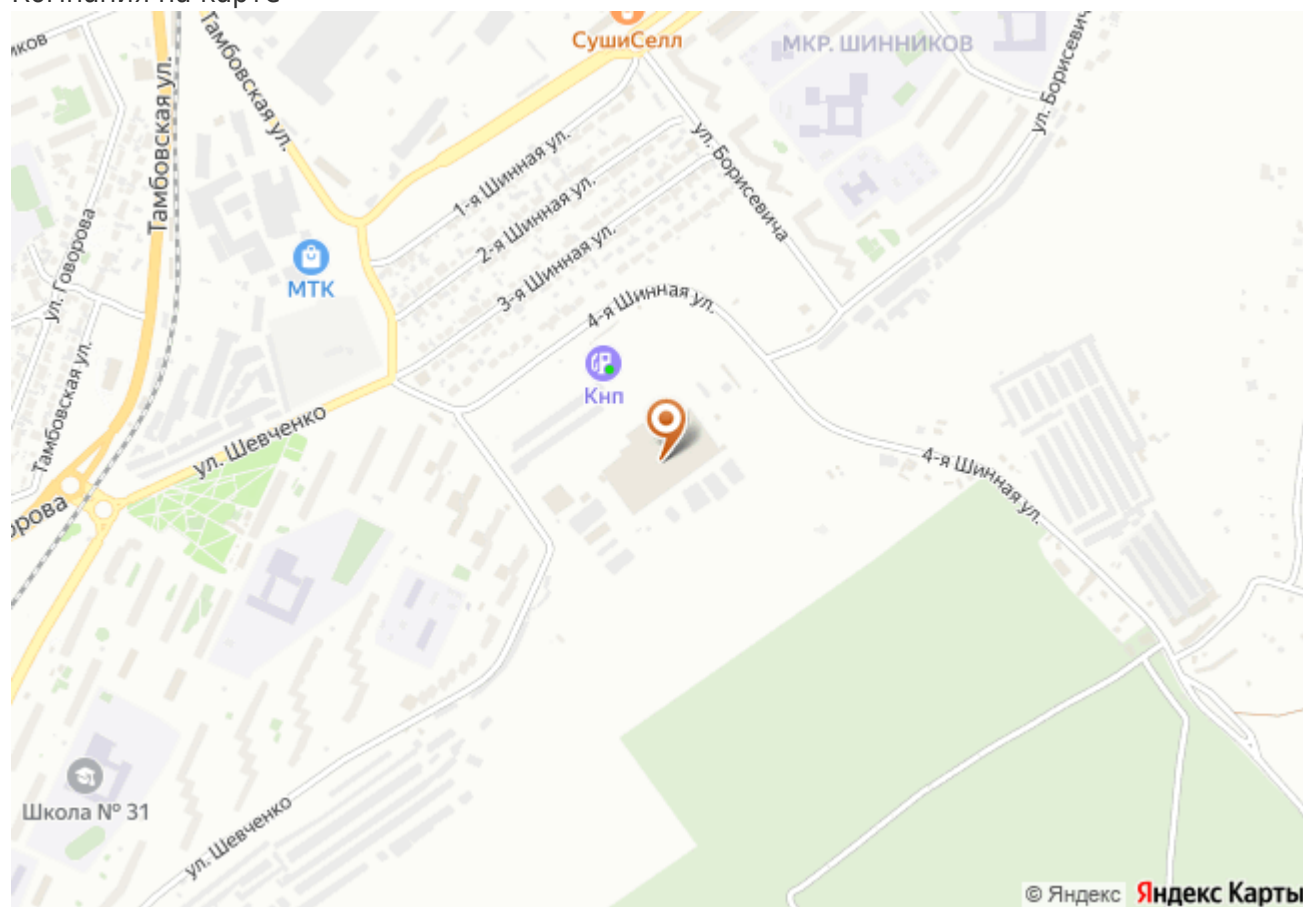 Компания на карте
ИКОВ
Тамбовская ул.
Тамбовская ул.
СушиСелл
МКР. ШИННИКОВ
ул. Борисевича
ул. Борисевича
1-я Шинная ул.
2-я Шинная ул.
3-я Шинная ул.
4-я Шинная ул.
ул. Говорова
МТК
Кнп
Тамбовская ул.
ул. Шевченко
4-я Шинная ул.
орова
Школа № 31
ул. Шевченко
© Яндекс Яндекс Карты